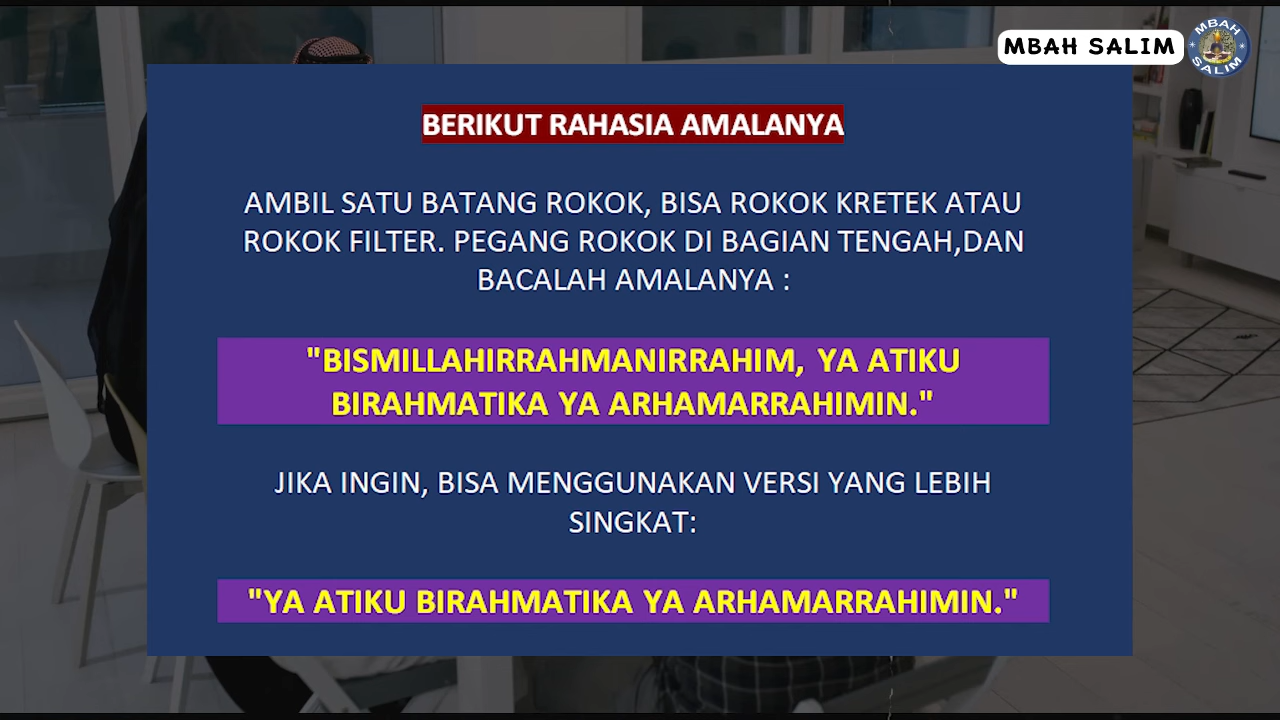 MBAH SALIM
MBAH
SALIM
BERIKUT RAHASIA AMALANYA
AMBIL SATU BATANG ROKOK, BISA ROKOK KRETEK ATAU
ROKOK FILTER. PEGANG ROKOK DI BAGIAN TENGAH,DAN
BACALAH AMALANYA :
"BISMILLAHIRRAHMANIRRAHIM, YA ATIKU
BIRAHMATIKA YA ARHAMARRAHIMIN."
JIKA INGIN, BISA MENGGUNAKAN VERSI YANG LEBIH
SINGKAT:
"YA ATIKU BIRAHMATIKA YA ARHAMARRAHIMIN."